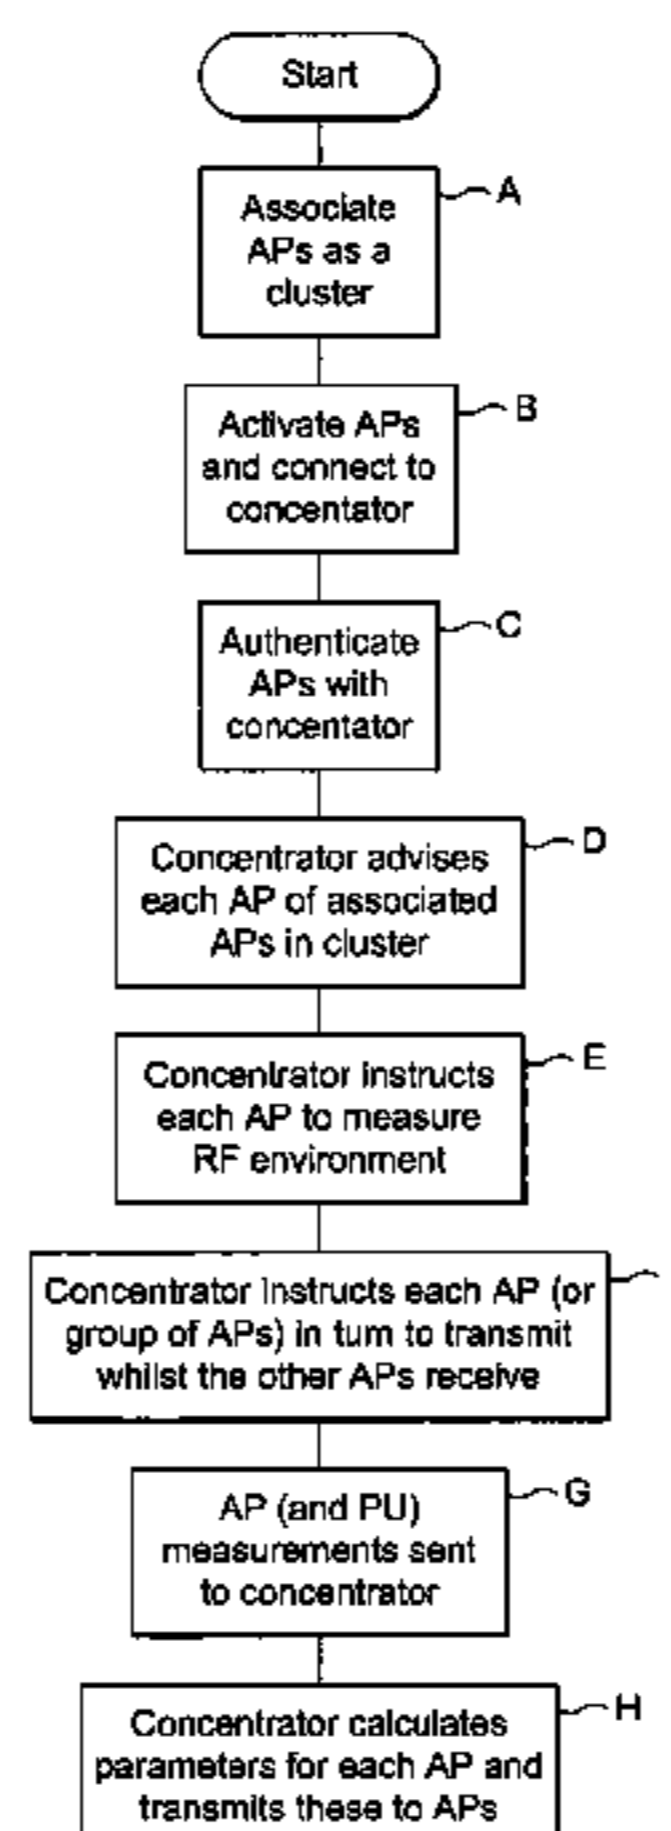 Start
Associate
APs as a
cluster
A
Activate APs
and connect to
concentator
B
Authenticate
APs with
concentator
C
Concentrator advises
each AP of associated
APs in cluster
D
Concentrator instructs
each AP to measure
RF environment
E
Concentrator instructs each AP (or
group of APs) in turn to transmit
whilst the other APs receive
AP (and PU)
measurements sent
to concentrator
G
Concentrator calculates
parameters for each AP and
transmits these to APs
H